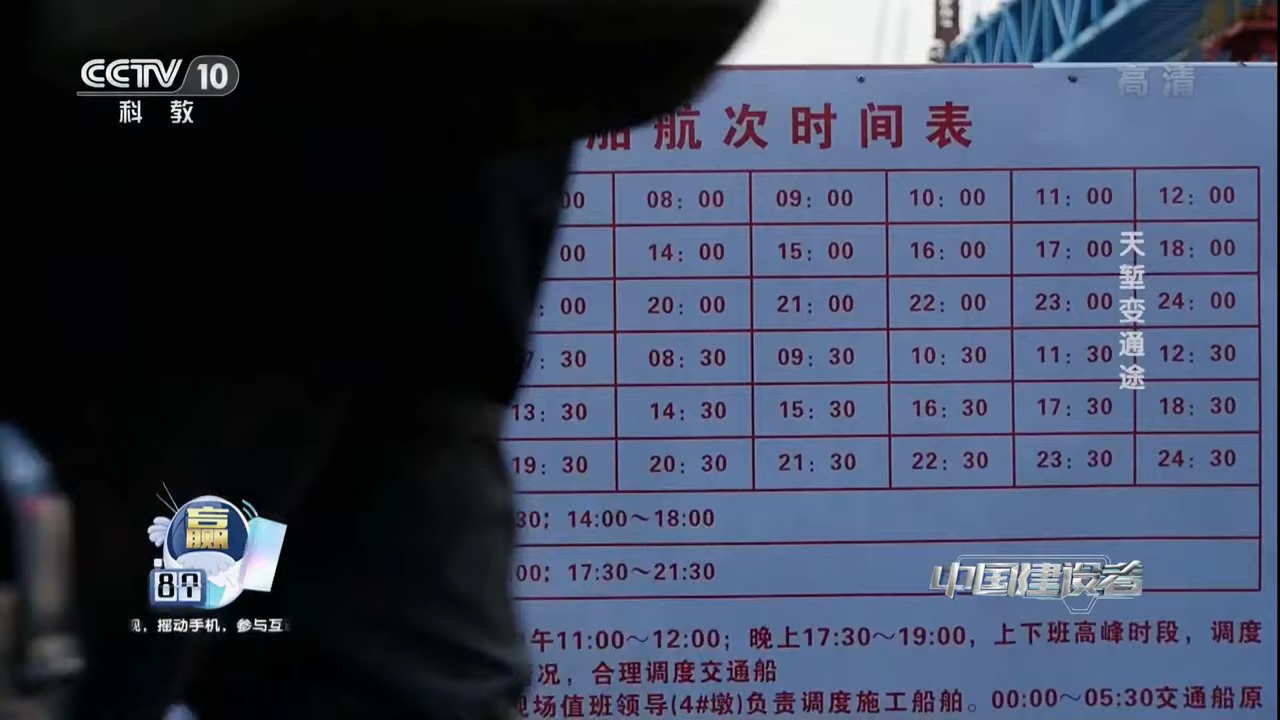 CCTV 10
科教
高清
船航次时间表
00 08：00 09：00 10：00 11：00 12：00
00 14：00 15：00 16：00 17：00 18：00
：00 20：00 21：00 22：00 23：00 24：00
7：30 08：30 09：30 10：30 11：30 12：30
13：30 14：30 15：30 16：30 17：30 18：30
19：30 20：30 21：30 22：30 23：30 24：30
30；14:00～18:00
:00；17:30～21:30
午11:00～12:00；晚上17:30～19:00，上下班高峰时段，调度
情况，合理调度交通船
现场值班领导(4#墩)负责调度施工船舶。00:00～05:30交通船原
天堑变通途
中国建设者
赢
，摇动手机，参与互